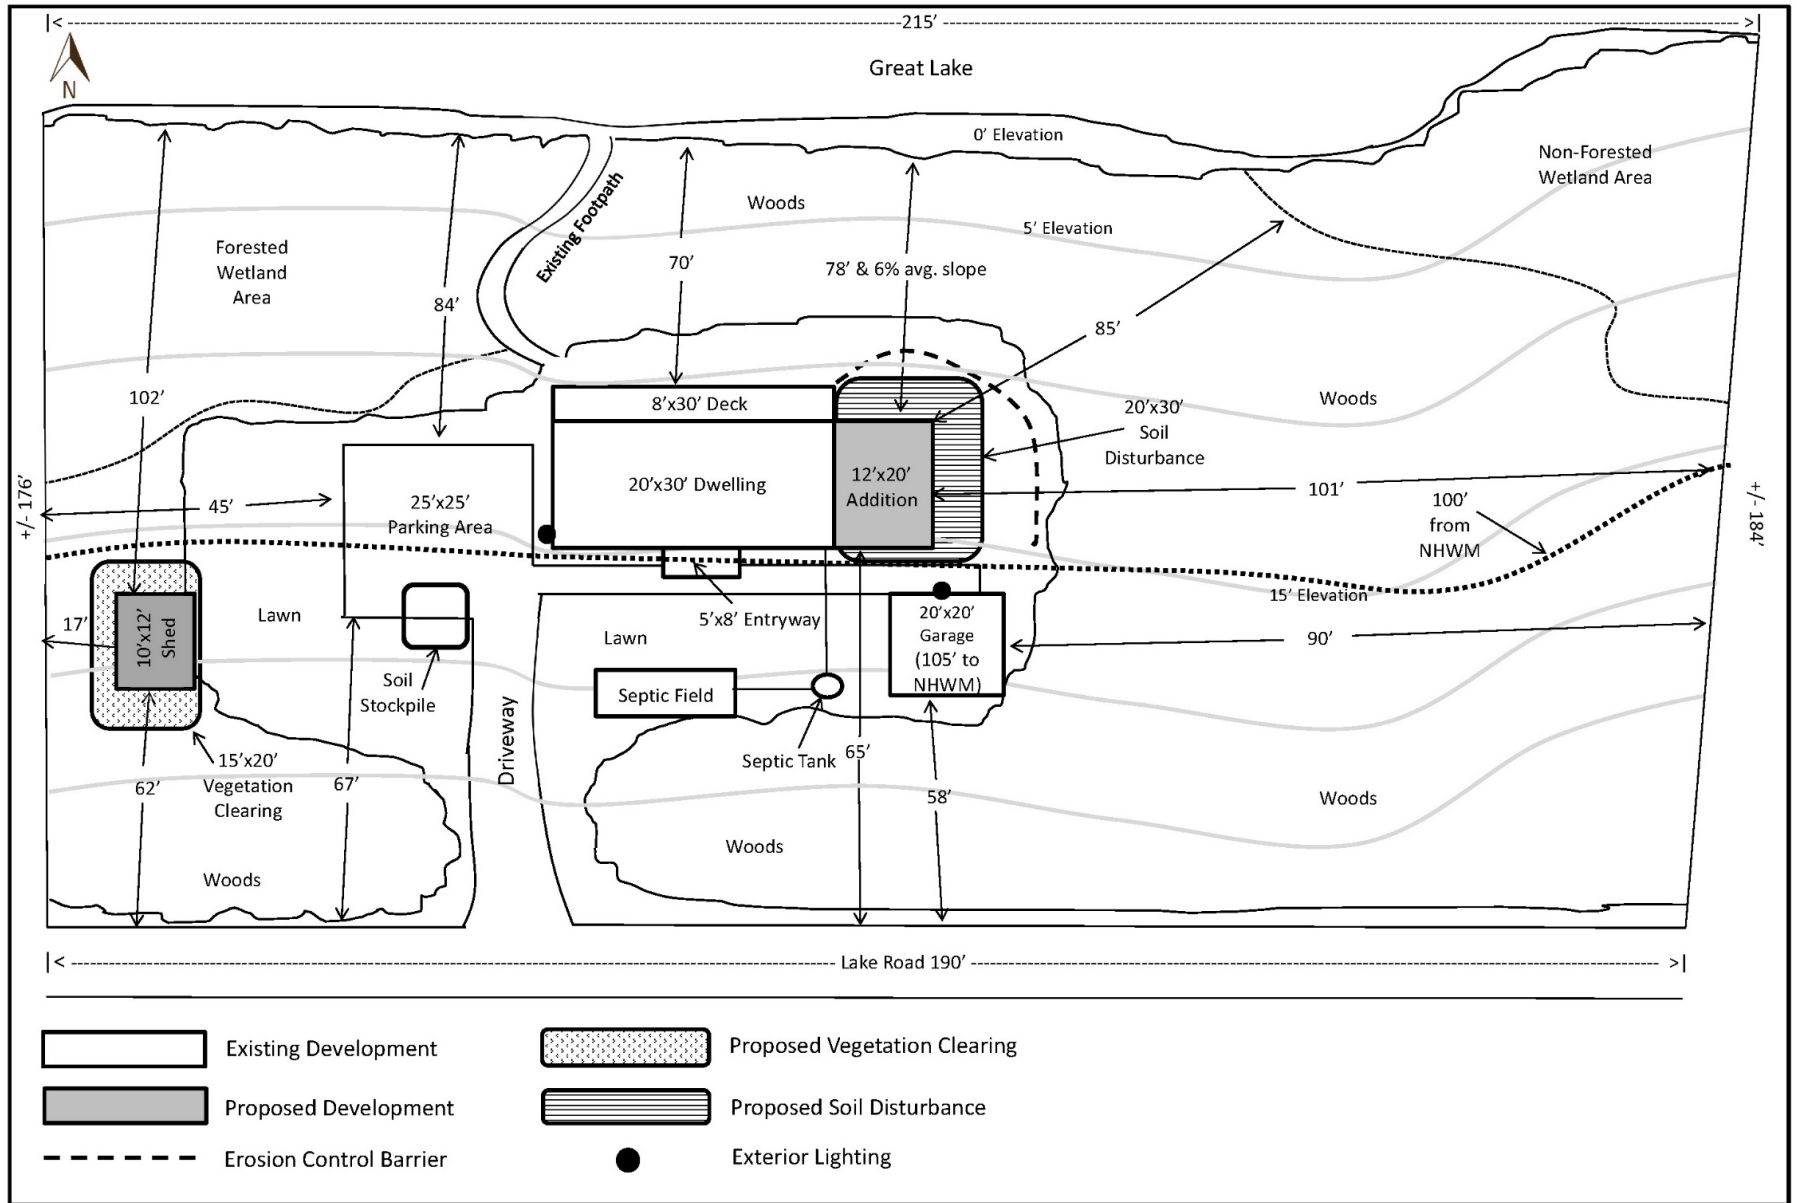 215’
N
Great Lake
0’ Elevation
Non-Forested
Wetland Area
Woods
Existing Footpath
5’ Elevation
Forested
Wetland
Area
70’
78’ & 6% avg. slope
84’
85’
102’
8’x30’ Deck
Woods
20’x30’
Soil
Disturbance
20’x30’ Dwelling
12’x20’
Addition
+/- 176’
45’
25’x25’
Parking Area
101’
100’
from
NHWM
+/- 184’
15’ Elevation
17’
10’x12’
Shed
Lawn
5’x8’ Entryway
Lawn
20’x20’
Garage
(105’ to
NHWM)
90’
Soil
Stockpile
Septic Field
Driveway
Septic Tank
65’
15’x20’
Vegetation
Clearing
62’
67’
58’
Woods
Woods
Woods
Lake Road 190’
Existing Development
Proposed Vegetation Clearing
Proposed Development
Proposed Soil Disturbance
Erosion Control Barrier
Exterior Lighting